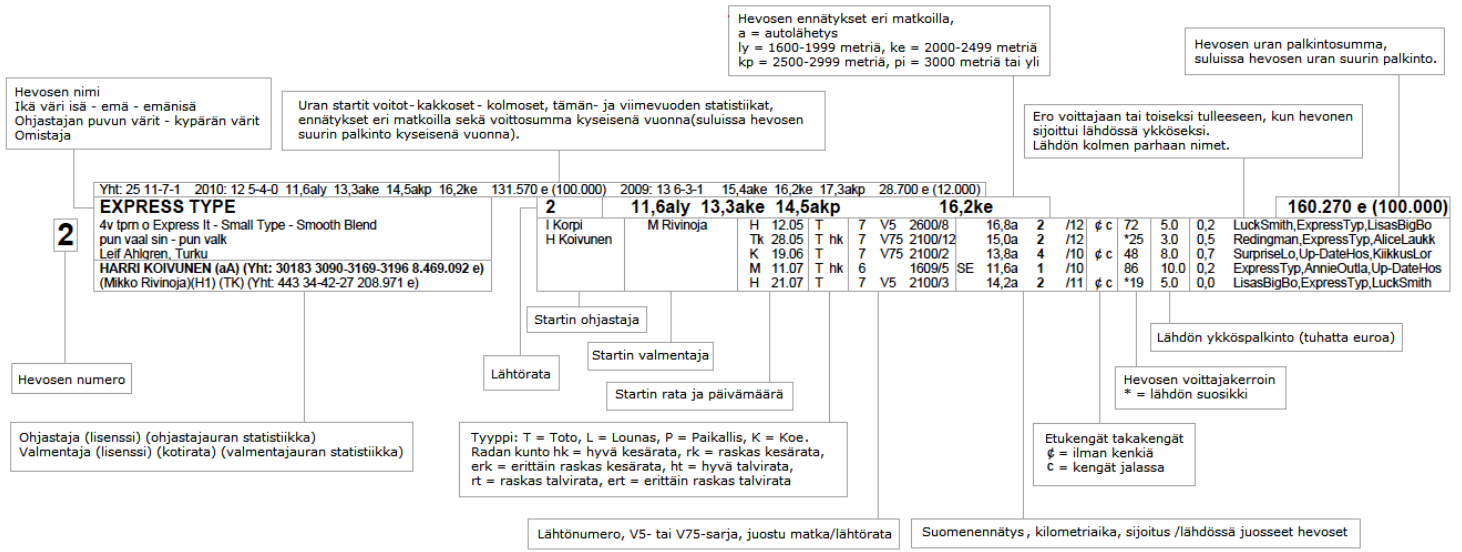 Hevosen ennätykset eri matkoilla,
a = autolähetys
ly = 1600-1999 metriä, ke = 2000-2499 metriä
kp = 2500-2999 metriä, pi = 3000 metriä tai yli
Hevosen uran palkintosumma,
suluissa hevosen uran suurin palkinto.
Hevosen nimi
Ikä väri isä - emä - emänisä
Ohjastajan puvun värit - kypärän värit
Omistaja
Uran startit voitot - kakkoset - kolmoset, tämän- ja viimevuoden statistiikat,
ennätykset eri matkoilla sekä voittosumma kyseisenä vuonna(suluissa hevosen
suurin palkinto kyseisenä vuonna).
Ero voittajaan tai toiseksi tulleeseen, kun hevonen
sijoittui lähdössä ykköseksi.
Lähdön kolmen parhaan nimet.
Yht: 25 11-7-1 2010: 12 5-4-0 11,6aly 13,3ake 14,5akp 16,2ke 131.570 e (100.000) 2009: 13 6-3-1 15,4ake 16,2ke 17,3akp 28.700 e (12.000)
EXPRESS TYPE 2 11,6aly 13,3ake 14,5akp 16,2ke 160.270 e (100.000)
2
4v tprn o Express It - Small Type - Smooth Blend
pun vaal sin - pun valk
Leif Ahlgren, Turku
HARRI KOIVUNEN (aA) (Yht: 30183 3090-3169-3196 8.469.092 e)
(Mikko Rivinoja)(H1) (TK) (Yht: 443 34-42-27 208.971 e)
I Korpi M Rivinoja H 12.05 T 7 V5 2600/8 16,8a 2 /12 ¢ c 72 5.0 0,2 LuckSmith,ExpressTyp,LisasBigBo
H Koivunen Tk 28.05 T hk 7 V75 2100/12 15,0a 2 /12 *25 3.0 0,5 Redingman,ExpressTyp,AliceLaukk
K 19.06 T 7 V75 2100/2 13,8a 4 /10 ¢ c 48 8.0 0,7 SurpriseLo,Up-DateHos,KiikkusLor
M 11.07 T hk 6 1609/5 SE 11,6a 1 /10 86 10.0 0,2 ExpressTyp,AnnieOutla,Up-DateHos
H 21.07 T 7 V5 2100/3 14,2a 2 /11 ¢ c *19 5.0 0,0 LisasBigBo,ExpressTyp,LuckSmith
Startin ohjastaja
Lähdön ykköspalkinto (tuhatta euroa)
Startin valmentaja
Hevosen numero
Lähtörata
Startin rata ja päivämäärä
Hevosen voittajakerroin
* = lähdön suosikki
Ohjastaja (lisenssi) (ohjastajauran statistiikka)
Valmentaja (lisenssi) (kotirata) (valmentajauran statistiikka)
Tyyppi: T = Toto, L = Lounas, P = Paikallis, K = Koe.
Radan kunto hk = hyvä kesärata, rk = raskas kesärata,
erk = erittäin raskas kesärata, ht = hyvä talvirata,
rt = raskas talvirata, ert = erittäin raskas talvirata
Etukengät takakengät
¢ = ilman kenkiä
c = kengät jalassa
Lähtönumero, V5- tai V75-sarja, juostu matka/lähtörata
Suomenennätys, kilometriaika, sijoitus /lähdössä juosseet hevoset